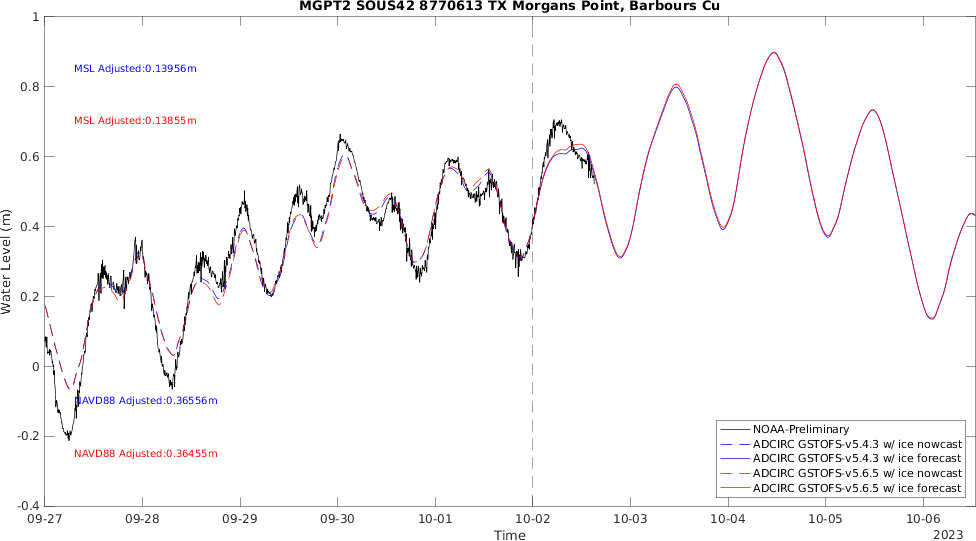 MGPT2 SOUS42 8770613 TX Morgans Point, Barbours Cu
1
0.8
0.6
0.4
0.2
0
-0.2
-0.4
Water Level (m)
MSL Adjusted:0.13956m
MSL Adjusted:0.13855m
NAVD88 Adjusted:0.36556m
NAVD88 Adjusted:0.36455m
NOAA-Preliminary
ADCIRC GSTOFS-v5.4.3 w/ ice nowcast
ADCIRC GSTOFS-v5.4.3 w/ ice forecast
ADCIRC GSTOFS-v5.6.5 w/ ice nowcast
ADCIRC GSTOFS-v5.6.5 w/ ice forecast
09-27 09-28 09-29 09-30 10-01 10-02 10-03 10-04 10-05 10-06
Time
2023